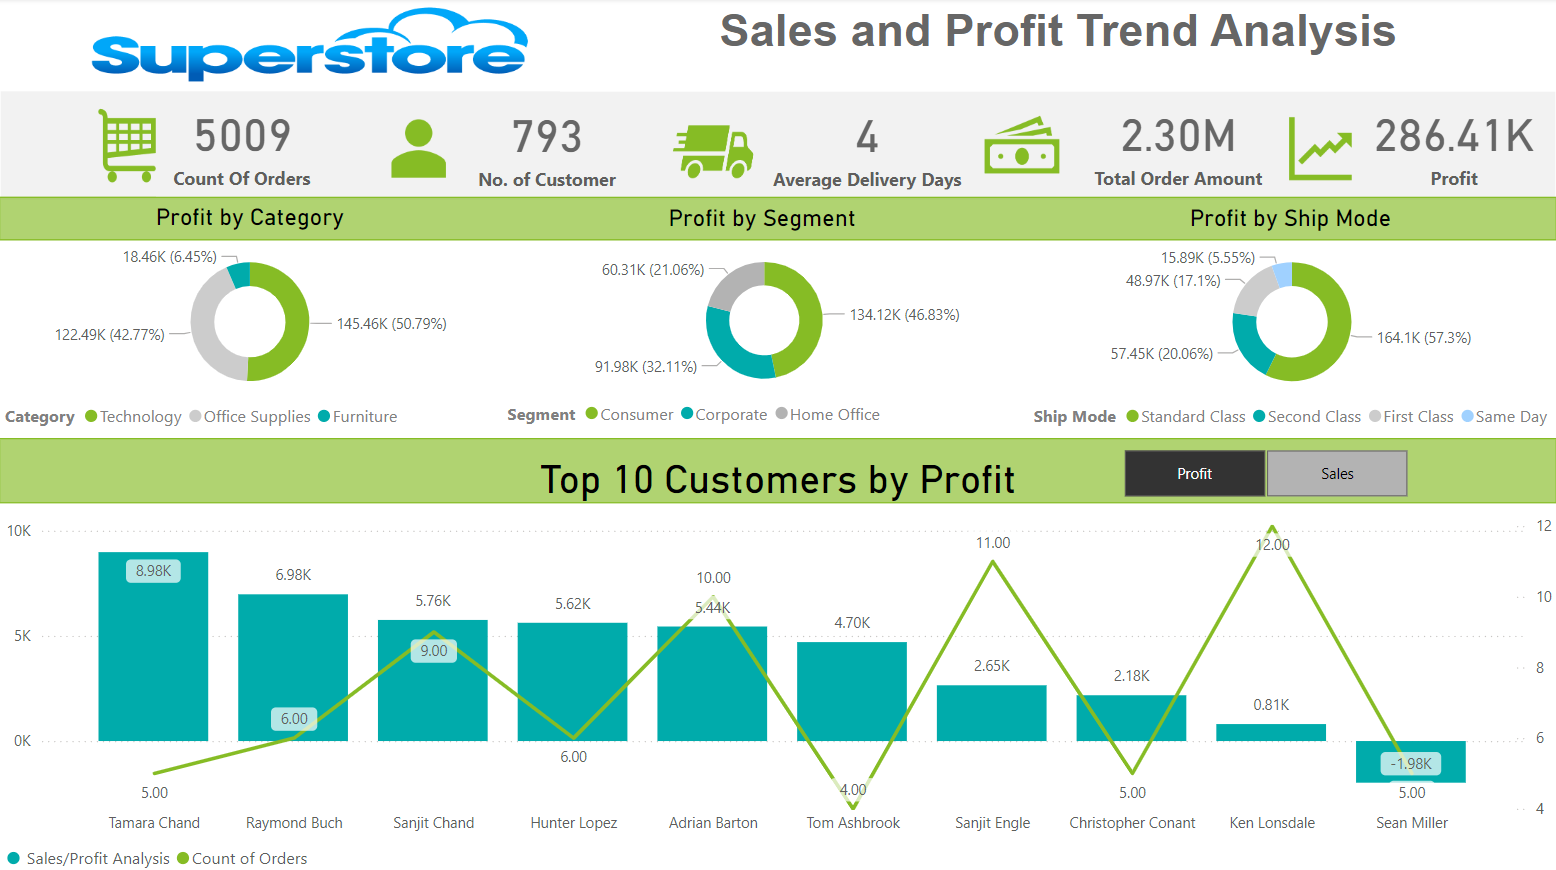 Superstore
Sales and Profit Trend Analysis
5009
Count Of Orders
793
No. of Customer
4
Average Delivery Days
2.30M
Total Order Amount
286.41K
Profit
Profit by Category
Profit by Segment
Profit by Ship Mode
18.46K (6.45%)
122.49K (42.77%)
145.46K (50.79%)
Category Technology Office Supplies Furniture
60.31K (21.06%)
134.12K (46.83%)
91.98K (32.11%)
Segment Consumer Corporate Home Office
15.89K (5.55%)
48.97K (17.1%)
57.45K (20.06%)
164.1K (57.3%)
Ship Mode Standard Class Second Class First Class Same Day
Top 10 Customers by Profit
Profit
Sales
10K
5K
0K
8.98K
6.98K
5.76K
5.62K
5.44K
4.70K
2.65K
2.18K
0.81K
-1.98K
5.00
6.00
9.00
6.00
10.00
4.00
11.00
5.00
12.00
5.00
12
10
8
6
4
Tamara Chand
Raymond Buch
Sanjit Chand
Hunter Lopez
Adrian Barton
Tom Ashbrook
Sanjit Engle
Christopher Conant
Ken Lonsdale
Sean Miller
Sales/Profit Analysis Count of Orders